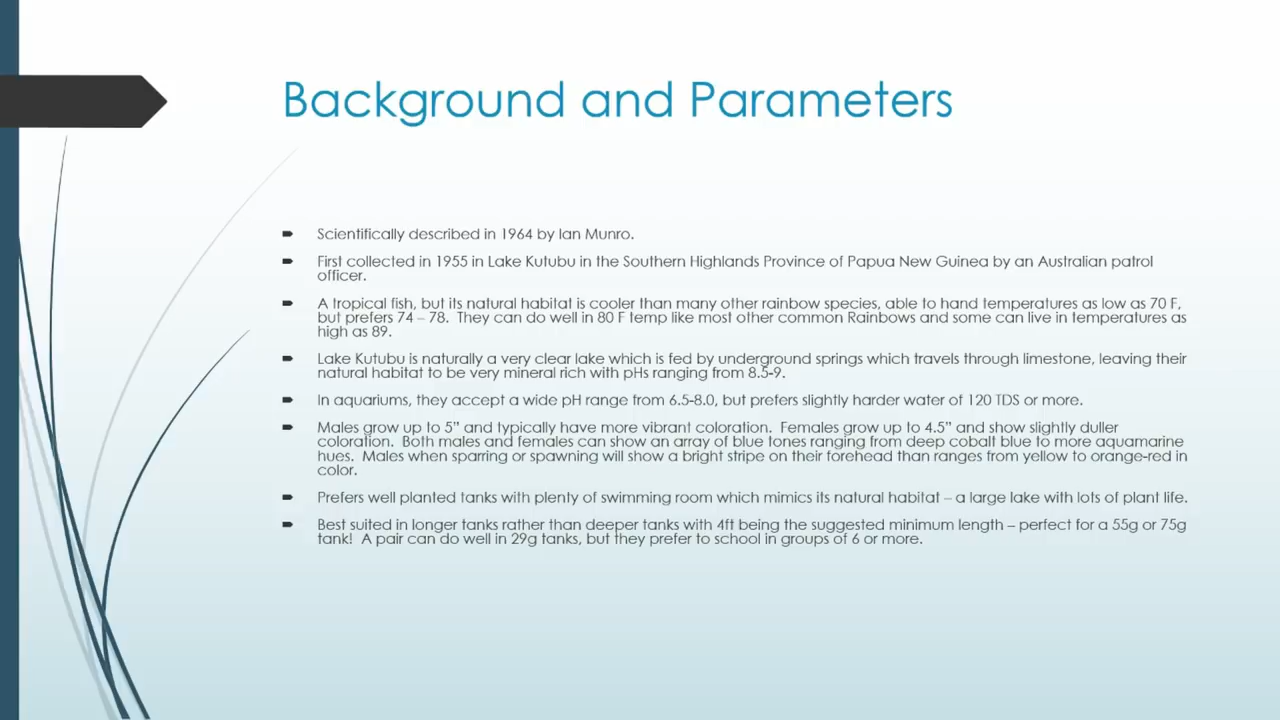 Background and Parameters
Scientifically described in 1964 by Ian Munro.
First collected in 1955 in Lake Kutubu in the Southern Highlands Province of Papua New Guinea by an Australian patrol
officer.
A tropical fish, but its natural habitat is cooler than many other rainbow species, able to hand temperatures as low as 70 F,
but prefers 74 – 78.  They can do well in 80 F temp like most other common Rainbows and some can live in temperatures as
high as 89.
Lake Kutubu is naturally a very clear lake which is fed by underground springs which travels through limestone, leaving their
natural habitat to be very mineral rich with pHs ranging from 8.5-9.
In aquariums, they accept a wide pH range from 6.5-8.0, but prefers slightly harder water of 120 TDS or more.
Males grow up to 5” and typically have more vibrant coloration.  Females grow up to 4.5” and show slightly duller
coloration.  Both males and females can show an array of blue tones ranging from deep cobalt blue to more aquamarine
hues.  Males when sparring or spawning will show a bright stripe on their forehead than ranges from yellow to orange-red in
color.
Prefers well planted tanks with plenty of swimming room which mimics its natural habitat – a large lake with lots of plant life.
Best suited in longer tanks rather than deeper tanks with 4ft being the suggested minimum length – perfect for a 55g or 75g
tank!  A pair can do well in 29g tanks, but they prefer to school in groups of 6 or more.